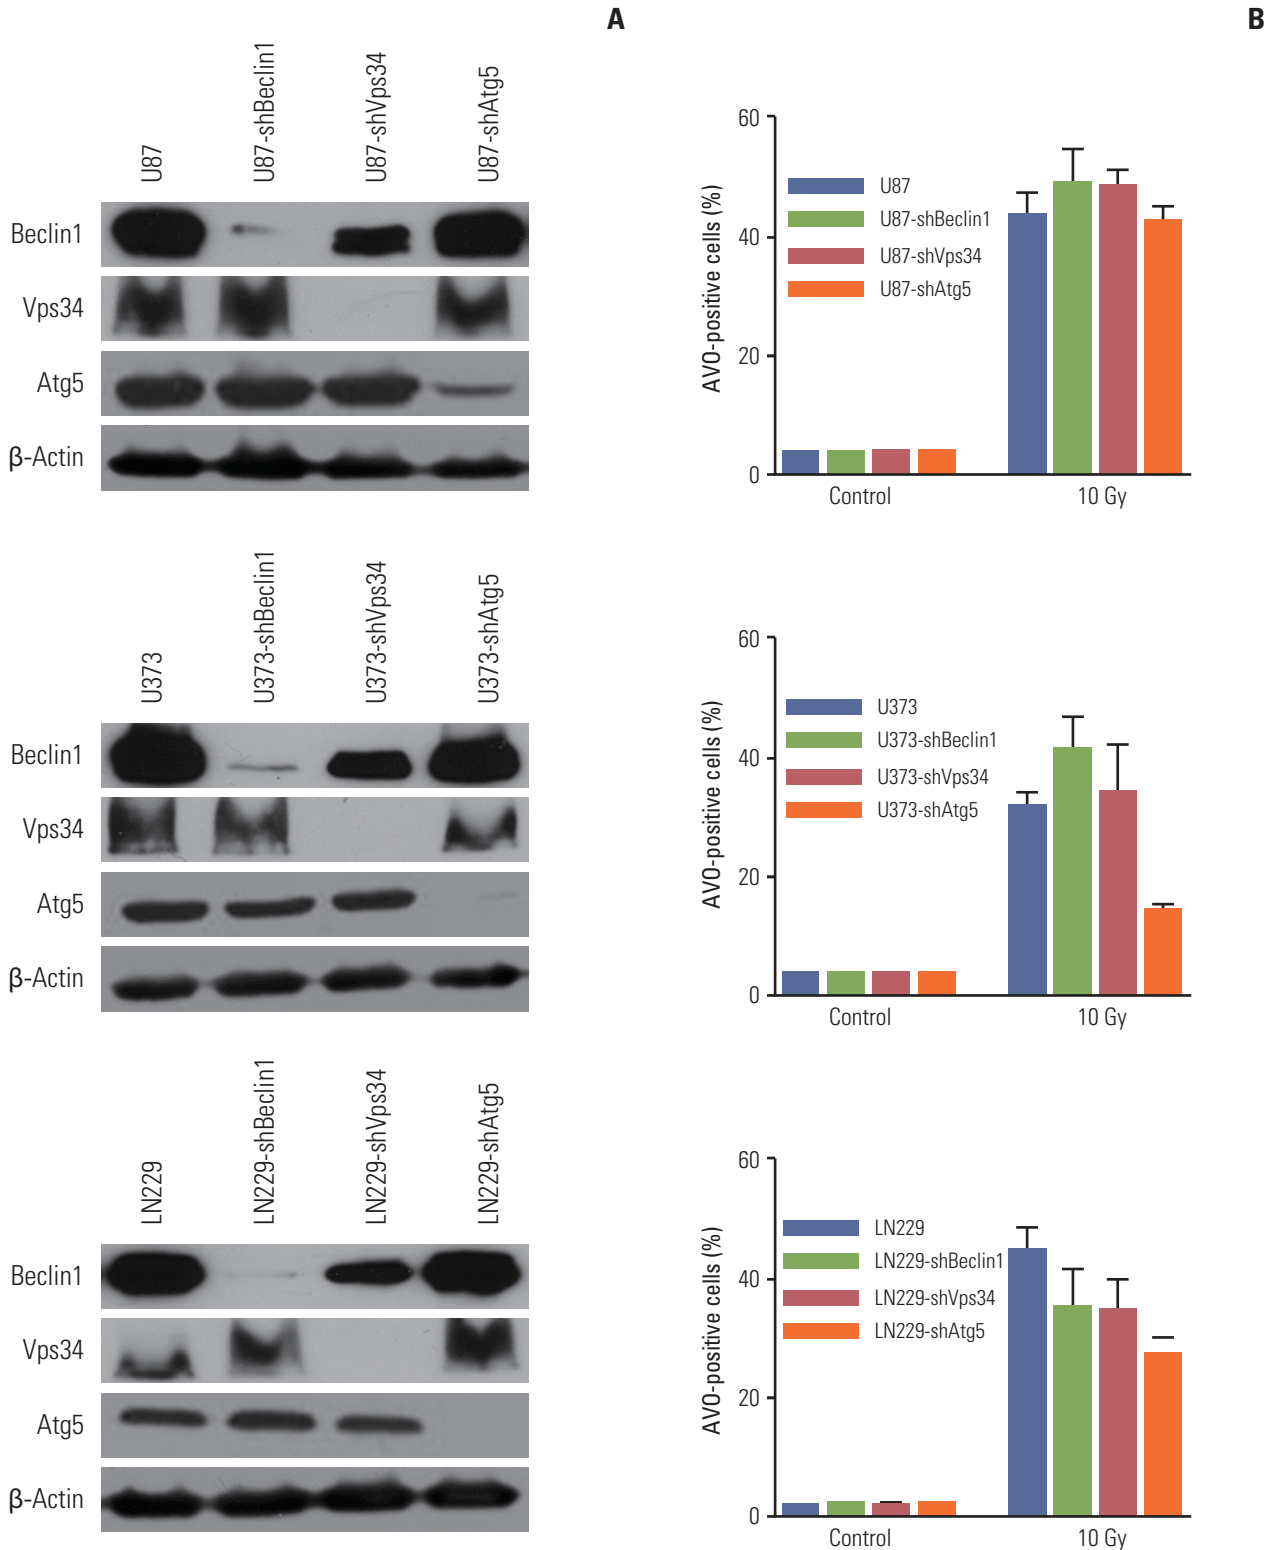 A
B
U87
U87-shBeclin1
U87-shVps34
U87-shAtg5
Beclin1
Vps34
Atg5
β-Actin
AVO-positive cells (%)
60
40
20
0
U87
U87-shBeclin1
U87-shVps34
U87-shAtg5
Control
10 Gy
U373
U373-shBeclin1
U373-shVps34
U373-shAtg5
Beclin1
Vps34
Atg5
β-Actin
AVO-positive cells (%)
60
40
20
0
U373
U373-shBeclin1
U373-shVps34
U373-shAtg5
Control
10 Gy
LN229
LN229-shBeclin1
LN229-shVps34
LN229-shAtg5
Beclin1
Vps34
Atg5
β-Actin
AVO-positive cells (%)
60
40
20
0
LN229
LN229-shBeclin1
LN229-shVps34
LN229-shAtg5
Control
10 Gy